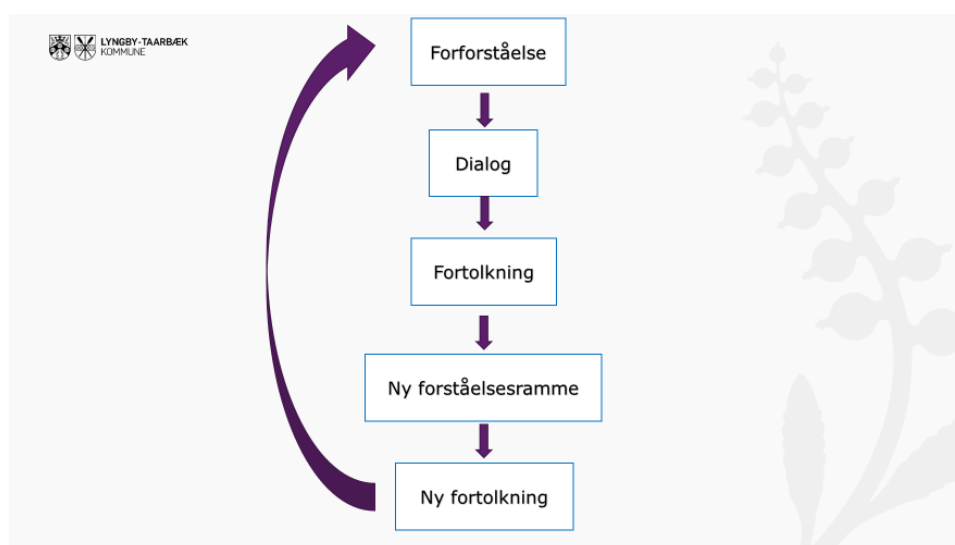 LYNGBY-TAARBÆK
KOMMUNE
Forforståelse
Dialog
Fortolkning
Ny forståelsesramme
Ny fortolkning